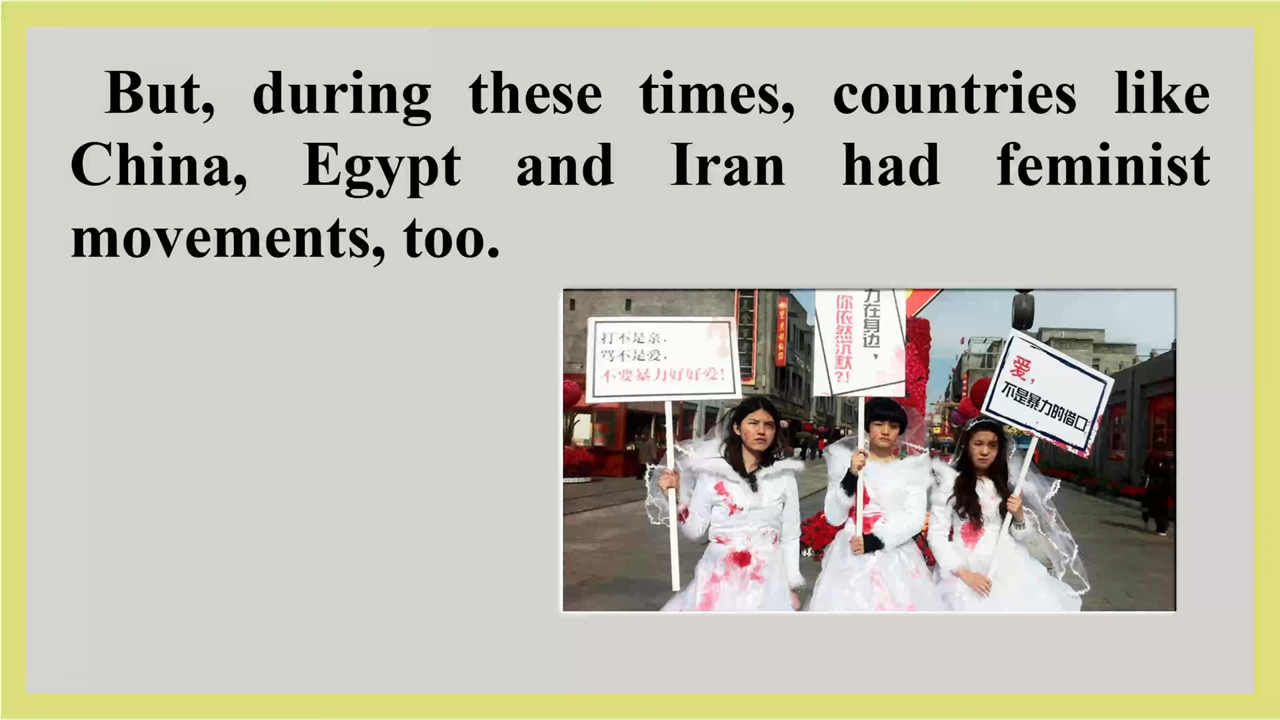 But, during these times, countries like
China, Egypt and Iran had feminist
movements, too.
打不是亲，
骂不是爱，
不要暴力好好爱！
力在身边，
你依然沉默？！
爱，
不是暴力的借口